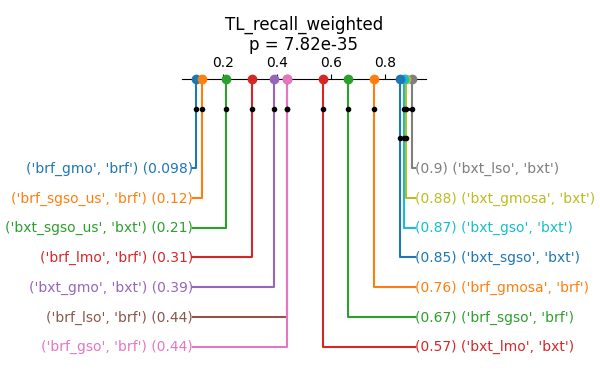 TL_recall_weighted
p = 7.82e-35
0.2 0.4 0.6 0.8
('brf_gmo', 'brf') (0.098) (0.9) ('bxt_lso', 'bxt')
('brf_sgso_us', 'brf') (0.12) (0.88) ('bxt_gmosa', 'bxt')
('bxt_sgso_us', 'bxt') (0.21) (0.87) ('bxt_gso', 'bxt')
('brf_lmo', 'brf') (0.31) (0.85) ('bxt_sgso', 'bxt')
('bxt_gmo', 'bxt') (0.39) (0.76) ('brf_gmosa', 'brf')
('brf_lso', 'brf') (0.44) (0.67) ('brf_sgso', 'brf')
('brf_gso', 'brf') (0.44) (0.57) ('bxt_lmo', 'bxt')